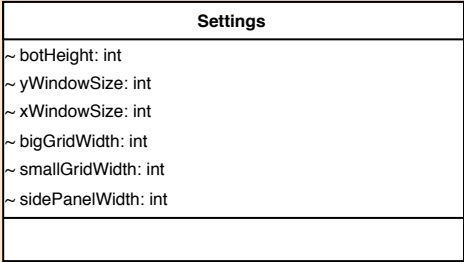 Settings
~ botHeight: int
~ yWindowSize: int
~ xWindowSize: int
~ bigGridWidth: int
~ smallGridWidth: int
~ sidePanelWidth: int